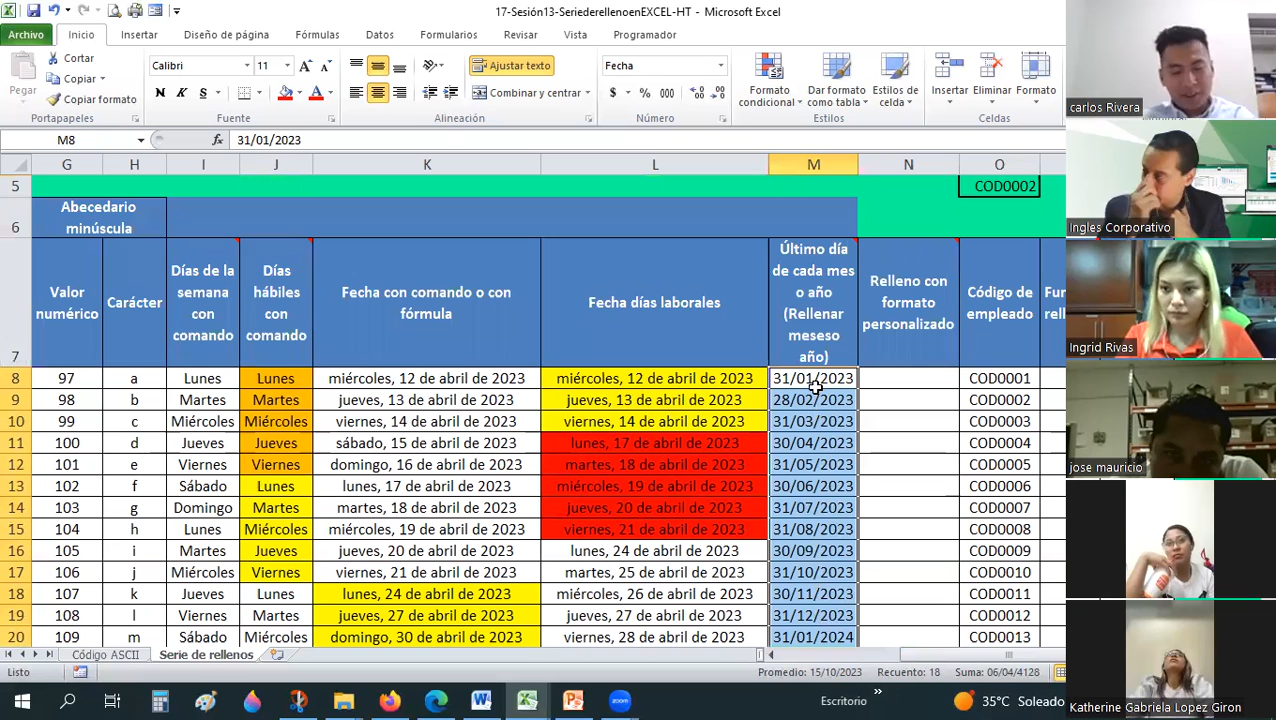 17-Sesión13-SeriederellenoenEXCEL-HT - Microsoft Excel
Archivo Inicio Insertar Diseño de página Fórmulas Datos Formularios Revisar Vista Programador
Pegar
Cortar
Copiar
Copiar formato
Portapapeles
Calibri 11
N K S
Fuente
Ajustar texto
Combinar y centrar
Alineación
Fecha
$ % 000
Número
Formato condicional
Dar formato como tabla
Estilos de celda
Estilos
Insertar Eliminar Formato
Celdas
M8 31/01/2023
G H I J K L M N O
5 COD0002
6 Abecedario minúscula
7 Valor numérico Carácter Días de la semana con comando Días hábiles con comando Fecha con comando o con fórmula Fecha días laborales Último día de cada mes o año (Rellenar meseso año) Relleno con formato personalizado Código de empleado
8 97 a Lunes Lunes miércoles, 12 de abril de 2023 miércoles, 12 de abril de 2023 31/01/2023 COD0001
9 98 b Martes Martes jueves, 13 de abril de 2023 jueves, 13 de abril de 2023 28/02/2023 COD0002
10 99 c Miércoles Miércoles viernes, 14 de abril de 2023 viernes, 14 de abril de 2023 31/03/2023 COD0003
11 100 d Jueves Jueves sábado, 15 de abril de 2023 lunes, 17 de abril de 2023 30/04/2023 COD0004
12 101 e Viernes Viernes domingo, 16 de abril de 2023 martes, 18 de abril de 2023 31/05/2023 COD0005
13 102 f Sábado Lunes lunes, 17 de abril de 2023 miércoles, 19 de abril de 2023 30/06/2023 COD0006
14 103 g Domingo Martes martes, 18 de abril de 2023 jueves, 20 de abril de 2023 31/07/2023 COD0007
15 104 h Lunes Miércoles miércoles, 19 de abril de 2023 viernes, 21 de abril de 2023 31/08/2023 COD0008
16 105 i Martes Jueves jueves, 20 de abril de 2023 lunes, 24 de abril de 2023 30/09/2023 COD0009
17 106 j Miércoles Viernes viernes, 21 de abril de 2023 martes, 25 de abril de 2023 31/10/2023 COD0010
18 107 k Jueves Lunes lunes, 24 de abril de 2023 miércoles, 26 de abril de 2023 30/11/2023 COD0011
19 108 l Viernes Martes jueves, 27 de abril de 2023 jueves, 27 de abril de 2023 31/12/2023 COD0012
20 109 m Sábado Miércoles domingo, 30 de abril de 2023 viernes, 28 de abril de 2023 31/01/2024 COD0013
Código ASCII Serie de rellenos
Listo Promedio: 15/10/2023 Recuento: 18 Suma: 06/04/4128
Escritorio » 35°C Soleado
zoom
carlos Rivera
Ingles Corporativo
Ingrid Rivas
jose mauricio
Katherine Gabriela Lopez Giron